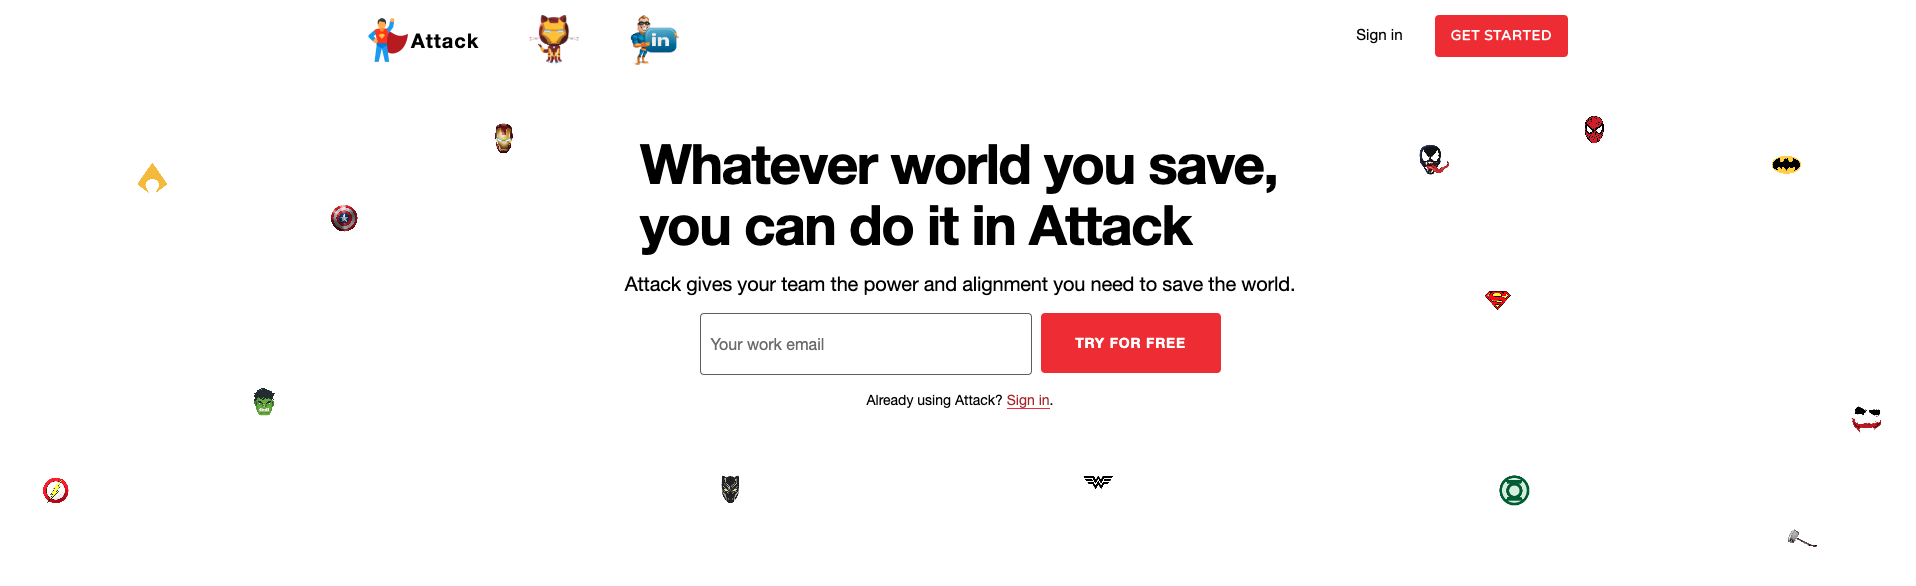 Attack
in
Sign in
GET STARTED
Whatever world you save,
you can do it in Attack
Attack gives your team the power and alignment you need to save the world.
Your work email
TRY FOR FREE
Already using Attack? Sign in.